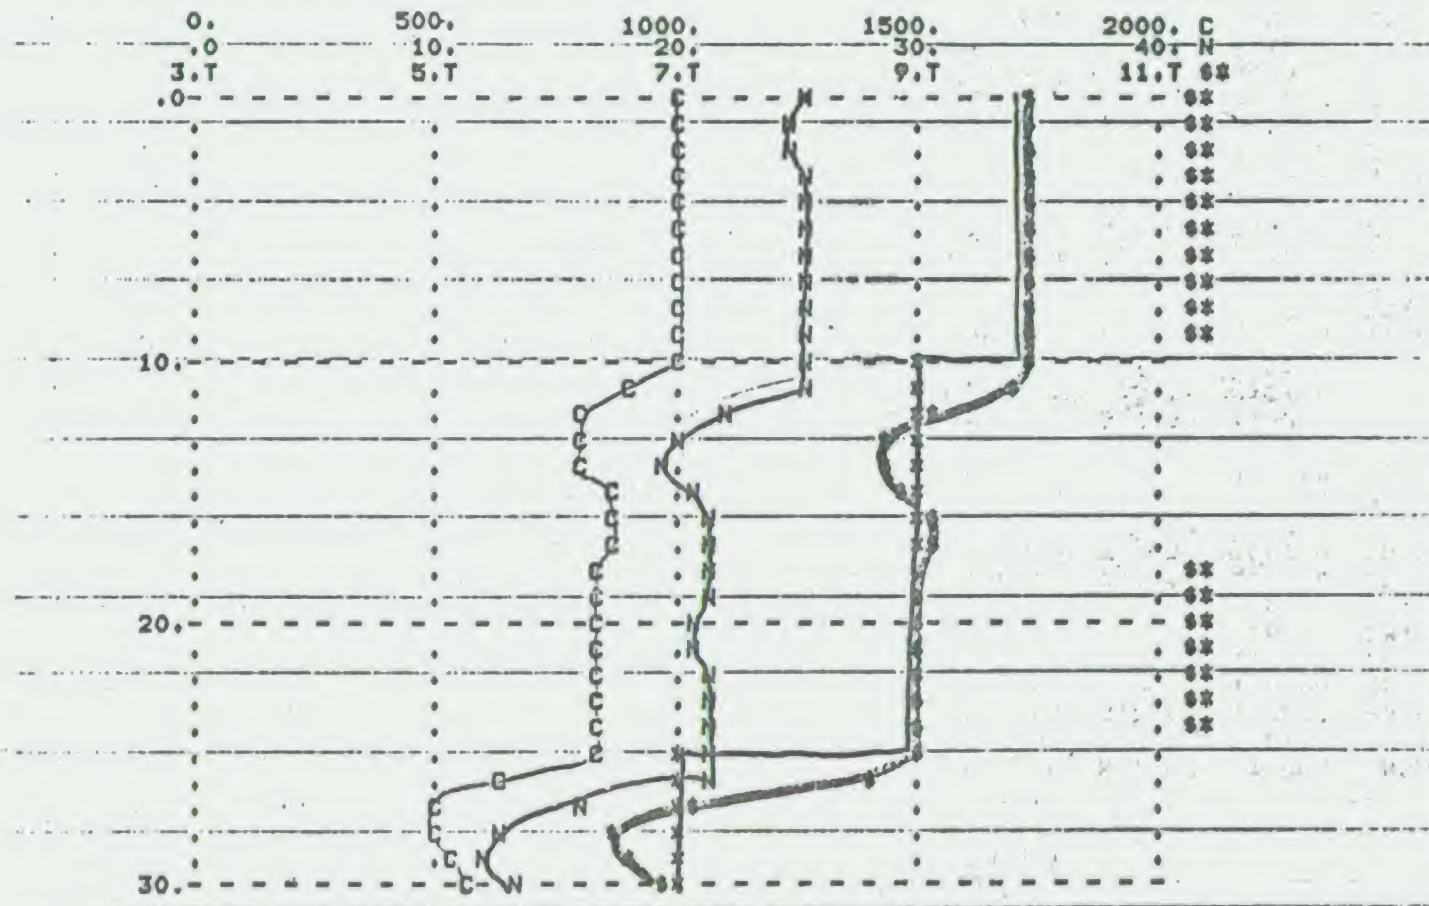 0. 500. 1000. 1500. 2000. C
.0 10. 20. 30. 40. N
3.T 5.T 7.T 9.T 11.T $*
.0 C N $ $*
C N $ $*
C N $ $*
C N $ $*
C N $ $*
C N $ $*
C N $ $*
C N $ $*
C N $ $*
C N $ $*
10. C N * $
C N * $
C N * $
C N $ *
C N $ *
C N $ *
C N * $
C N * $
C N $ $*
C N $ $*
20. C N $ $*
C N $ $*
C N $ $*
C N $ $*
C N $ $*
C * N $
C * N $
C N * $
C N $ *
C N $ *
30. C N $*